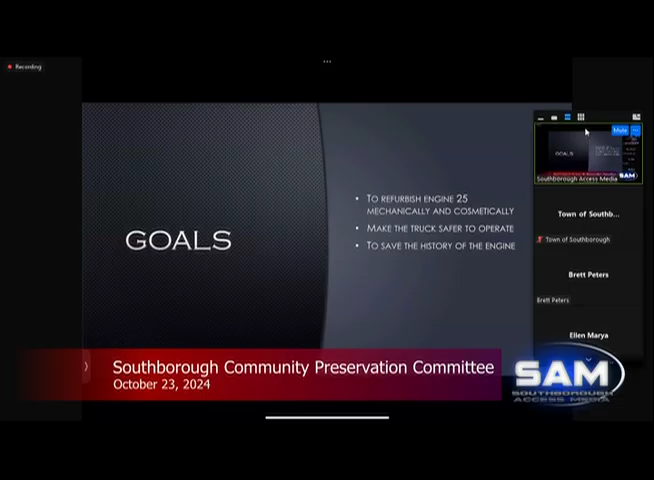 Recording
GOALS
• TO REFURBISH ENGINE 25
MECHANICALLY AND COSMETICALLY
• MAKE THE TRUCK SAFER TO OPERATE
• TO SAVE THE HISTORY OF THE ENGINE
Mute
GOALS
Southborough Access Media
Town of Southb...
Town of Southborough
Brett Peters
Brett Peters
Ellen Marya
Southborough Community Preservation Committee
October 23, 2024
SAM
SOUTHBOROUGH
ACCESS MEDIA